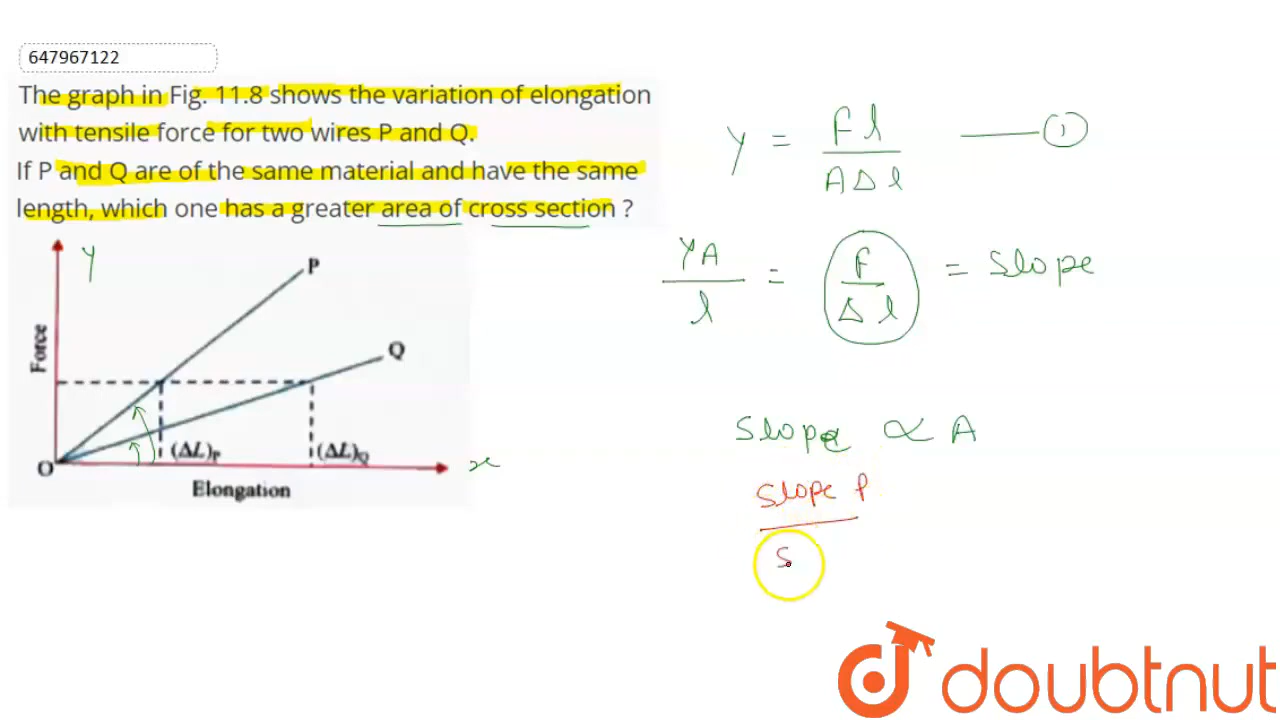 647967122
The graph in Fig. 11.8 shows the variation of elongation
with tensile force for two wires P and Q.
If P and Q are of the same material and have the same
length, which one has a greater area of cross section ?
y
P
Q
Force
O
(ΔL)P
(ΔL)Q
x
Elongation
Y = Fl / AΔl — 1
YA / l = F / Δl = Slope
Slope ∝ A
Slope P
S
doubtnut